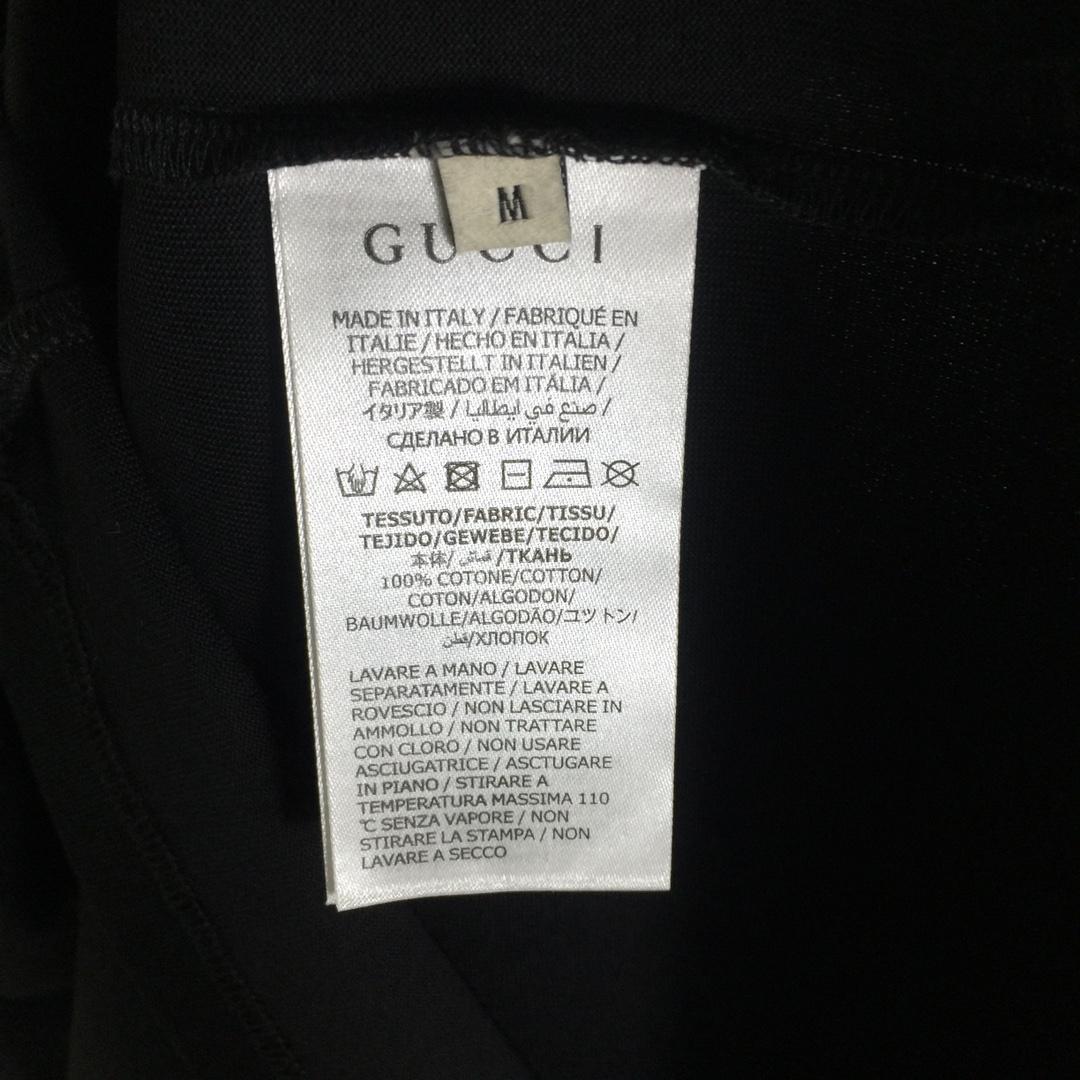 M
GUCCI
MADE IN ITALY / FABRIQUÉ EN
ITALIE / HECHO EN ITALIA /
HERGESTELLT IN ITALIEN /
FABRICADO EM ITÁLIA /
イタリア製 / صنع في ايطاليا /
СДЕЛАНО В ИТАЛИИ
TESSUTO/FABRIC/TISSU/
TEJIDO/GEWEBE/TECIDO/
本体/ قماش /ТКАНЬ
100% COTONE/COTTON/
COTON/ALGODON/
BAUMWOLLE/ALGODÃO/コットン/
قطن/ХЛОПОК
LAVARE A MANO / LAVARE
SEPARATAMENTE / LAVARE A
ROVESCIO / NON LASCIARE IN
AMMOLLO / NON TRATTARE
CON CLORO / NON USARE
ASCIUGATRICE / ASCTUGARE
IN PIANO / STIRARE A
TEMPERATURA MASSIMA 110
℃ SENZA VAPORE / NON
STIRARE LA STAMPA / NON
LAVARE A SECCO